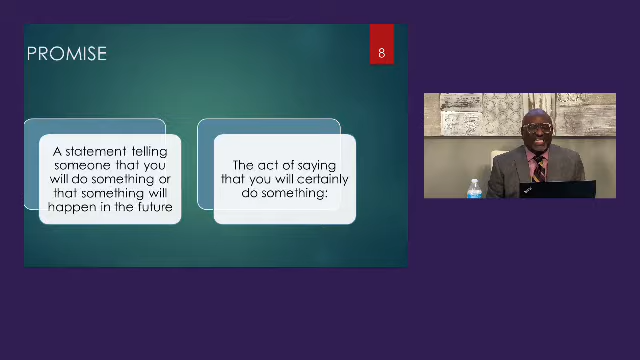 PROMISE
8
A statement telling
someone that you
will do something or
that something will
happen in the future
The act of saying
that you will certainly
do something: